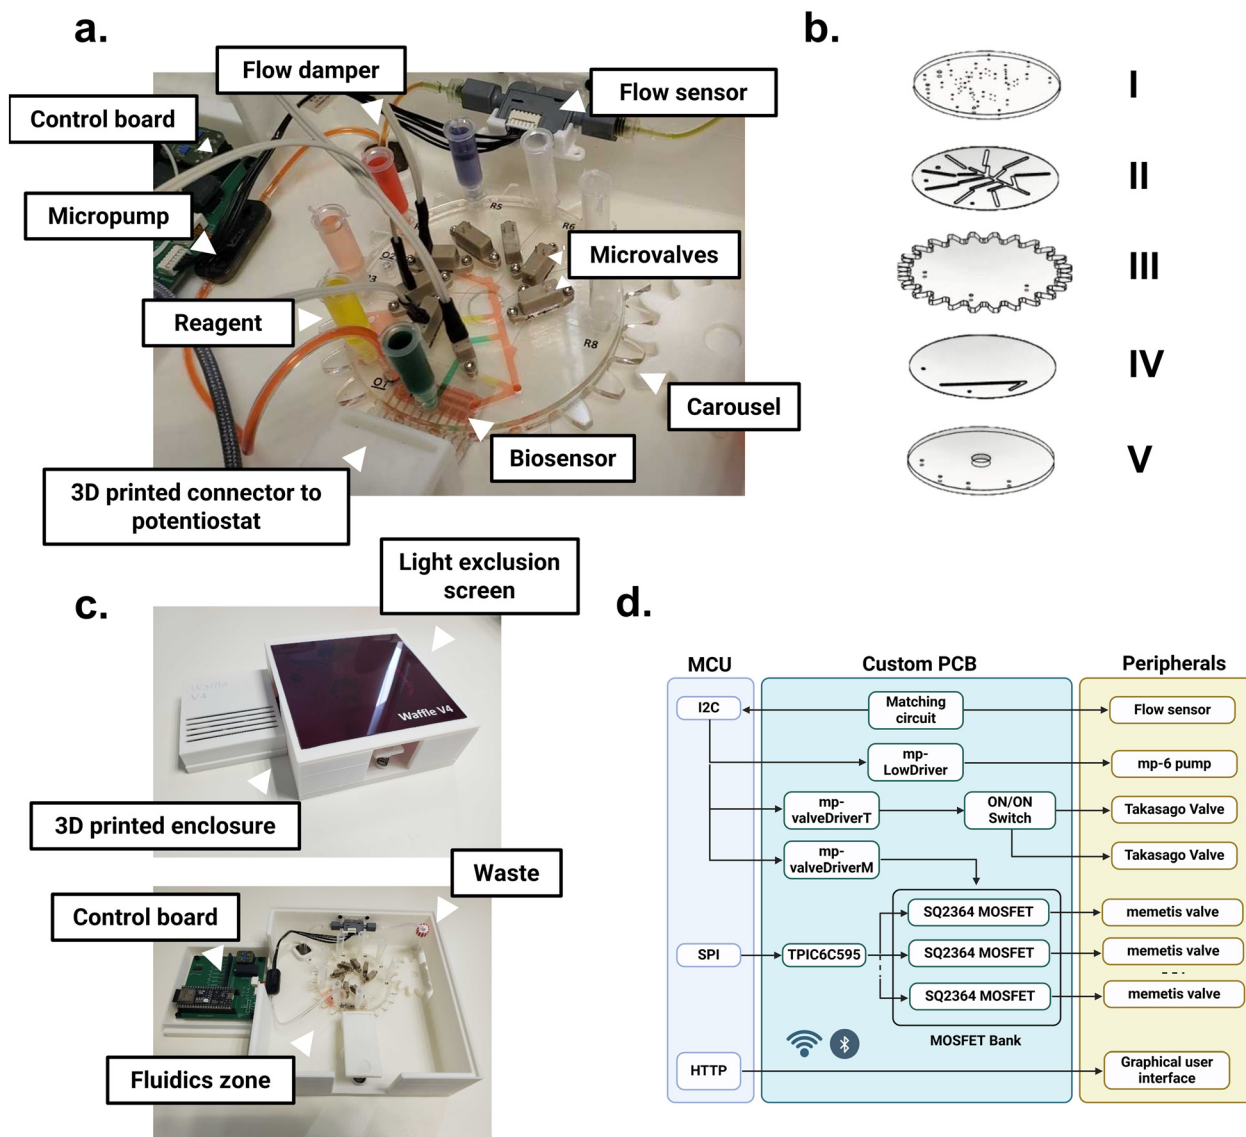 a.
Flow damper
Flow sensor
Control board
Micropump
R5
R6
Microvalves
O2
Reagent
R8
O1
Carousel
Biosensor
3D printed connector to
potentiostat
b.
I
II
III
IV
V
c.
Light exclusion
screen
Waffle
V4
Waffle V4
3D printed enclosure
Waste
Control board
Fluidics zone
d.
MCU
Custom PCB
Peripherals
I2C
Matching
circuit
Flow sensor
mp-
LowDriver
mp-6 pump
mp-
valveDriverT
ON/ON
Switch
Takasago Valve
Takasago Valve
mp-
valveDriverM
SQ2364 MOSFET
memetis valve
SPI
TPIC6C595
SQ2364 MOSFET
memetis valve
SQ2364 MOSFET
memetis valve
MOSFET Bank
HTTP
Graphical user
interface